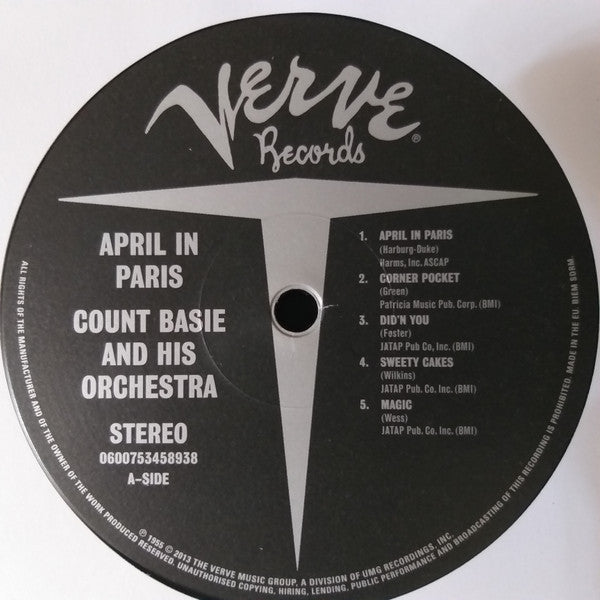 VERVE
Records ®
APRIL IN
PARIS
COUNT BASIE
AND HIS
ORCHESTRA
STEREO
0600753458938
A-SIDE
1. APRIL IN PARIS
(Harburg-Duke)
Harms, Inc. ASCAP
2. CORNER POCKET
(Green)
Patricia Music Pub. Corp. (BMI)
3. DID'N YOU
(Foster)
JATAP Pub Co, Inc. (BMI)
4. SWEETY CAKES
(Wilkins)
JATAP Pub. Co. Inc. (BMI)
5. MAGIC
(Wess)
JATAP Pub. Co. Inc. (BMI)
ALL RIGHTS OF THE MANUFACTURER AND OF THE OWNER OF THE WORK PRODUCED RESERVED. UNAUTHORISED COPYING, HIRING, LENDING, PUBLIC PERFORMANCE AND BROADCASTING OF THIS RECORDING IS PROHIBITED. MADE IN THE EU. BIEM SDRM.
℗ 1956 © 2013 THE VERVE MUSIC GROUP, A DIVISION OF UMG RECORDINGS, INC.